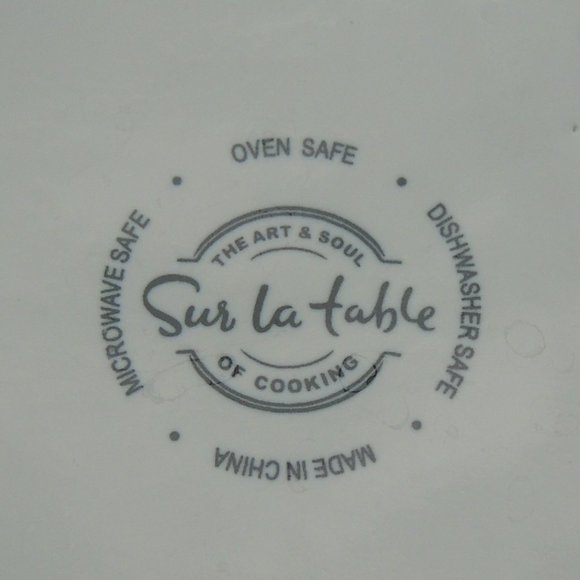 OVEN SAFE
DISHWASHER SAFE
MADE IN CHINA
MICROWAVE SAFE
THE ART & SOUL
Sur la table
OF COOKING